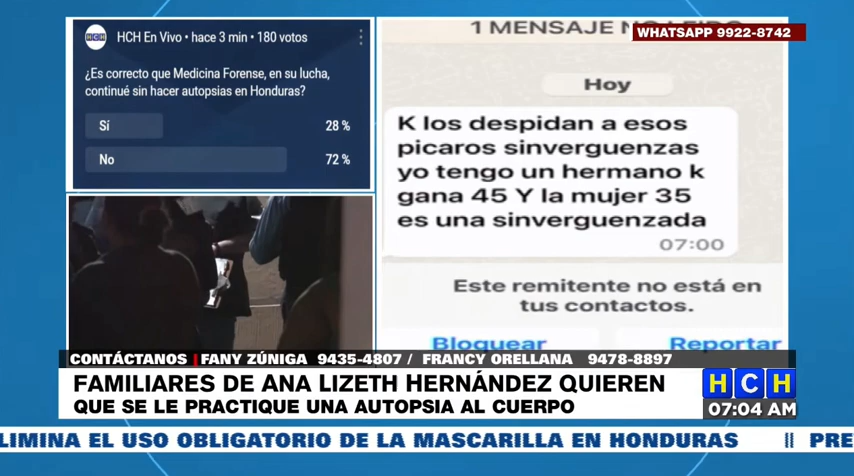 HCH En Vivo • hace 3 min • 180 votos
¿Es correcto que Medicina Forense, en su lucha,
continué sin hacer autopsias en Honduras?
Sí 28 %
No 72 %
1 MENSAJE NO LEIDO
WHATSAPP 9922-8742
Hoy
K los despidan a esos
picaros sinverguenzas
yo tengo un hermano k
gana 45 Y la mujer 35
es una sinverguenzada
07:00
Este remitente no está en
tus contactos.
Bloquear Reportar
CONTÁCTANOS | FANY ZÚNIGA 9435-4807 / FRANCY ORELLANA 9478-8897
FAMILIARES DE ANA LIZETH HERNÁNDEZ QUIEREN
QUE SE LE PRACTIQUE UNA AUTOPSIA AL CUERPO
HCH
07:04 AM
LIMINA EL USO OBLIGATORIO DE LA MASCARILLA EN HONDURAS || PRE